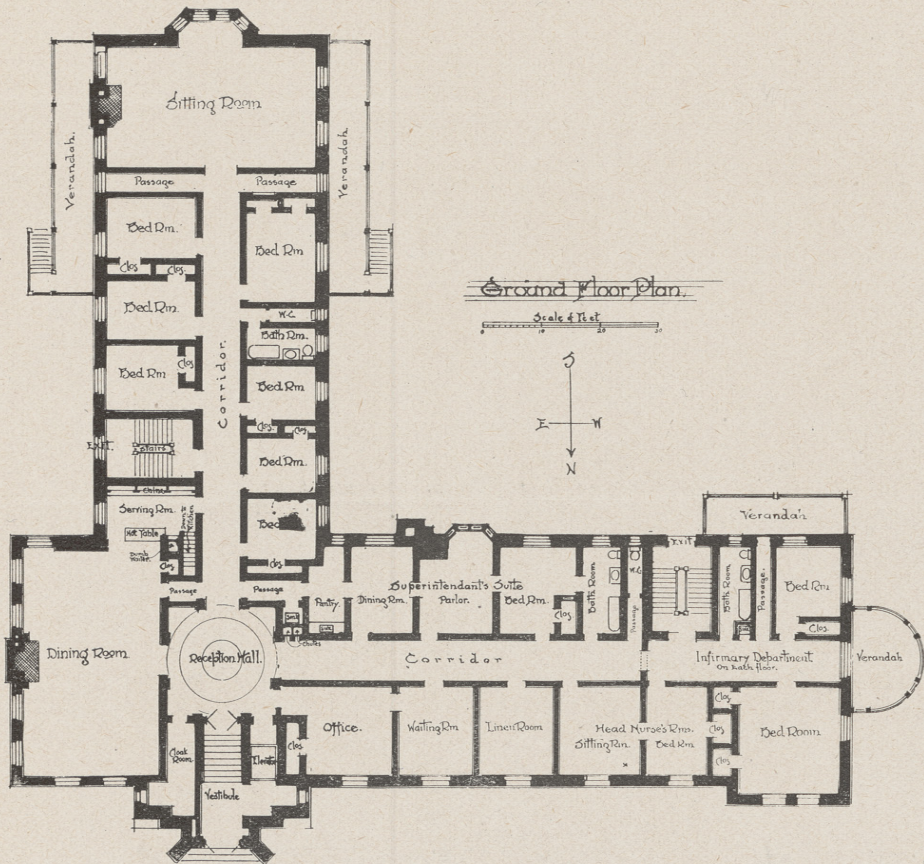 Sitting Room
Verandah.
Verandah.
Passage
Passage
Bed Rm.
Bed Rm
Clos
Clos.
Bed Rm.
W.C.
Bath Rm.
Ground Floor Plan.
Scale of Feet
10 20 30
Bed Rm
Clos
Corridor.
Bed Rm
Clos.
Clos.
S
E W
N
EXIT.
Stairs
Bed Rm.
China
Serving Rm.
Hot Table
Dumb Waiter
Clos
Bed
Clos
Passage
Passage
Verandah
EXIT
Superintendant's Suite
Pantry.
Dining Rm.
Parlor.
Bed Rm.
Clos
Bath Room
W.C.
Passage
Bath Room
Passage.
Bed Rm
Clos.
Chutes
Dining Room
Reception Hall.
Corridor
Infirmary Department
On each floor.
Verandah
Cloak Room
Vestibule
Clos
Office.
Waiting Rm
Linen Room
Head Nurse's Rms.
Sitting Rm.
Bed Rm
Clos
Clos
Clos
Bed Room